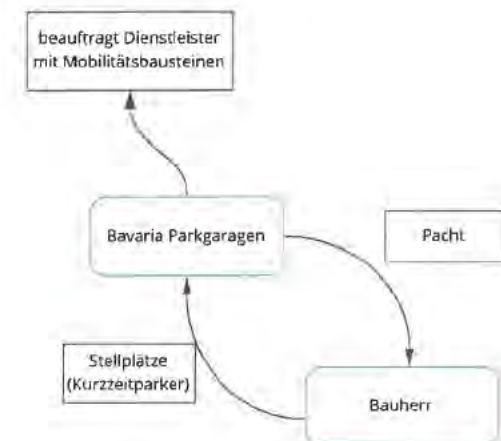 beauftragt Dienstleister
mit Mobilitätsbausteinen
Bavaria Parkgaragen
Pacht
Stellplätze
(Kurzzeitparker)
Bauherr